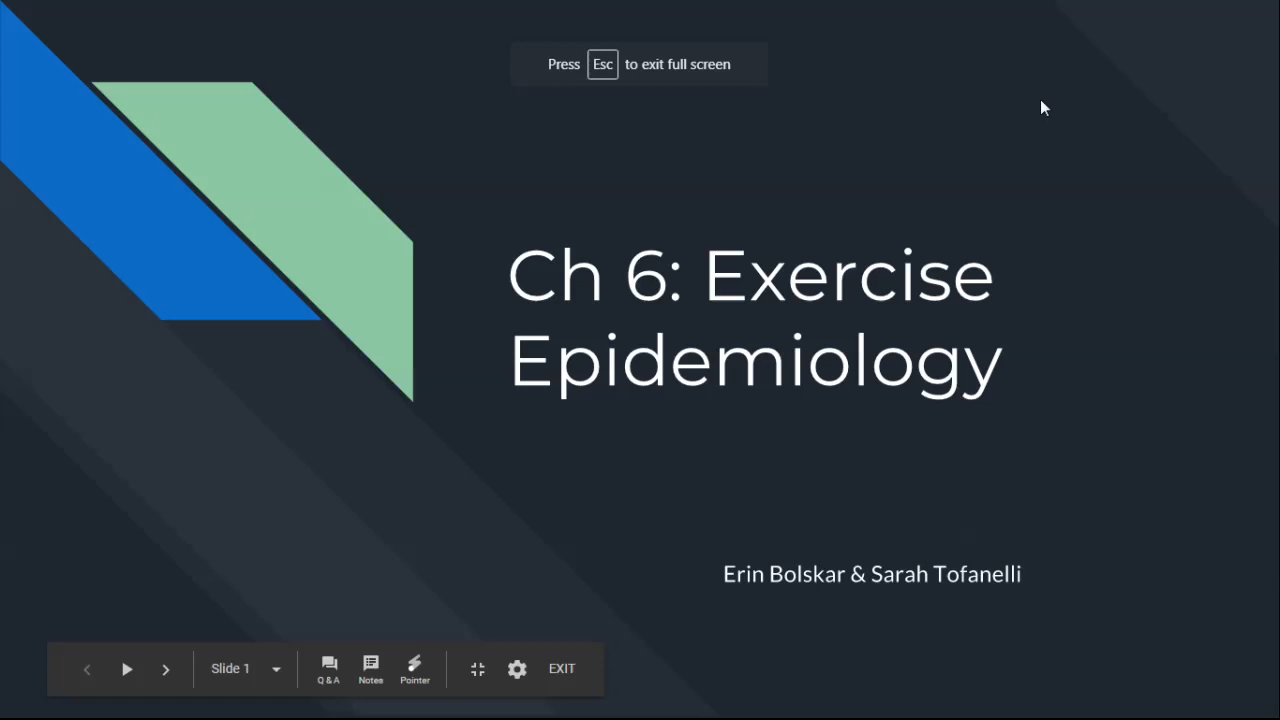 Press Esc to exit full screen
Ch 6: Exercise
Epidemiology
Erin Bolskar & Sarah Tofanelli
Slide 1
Q & A
Notes
Pointer
EXIT